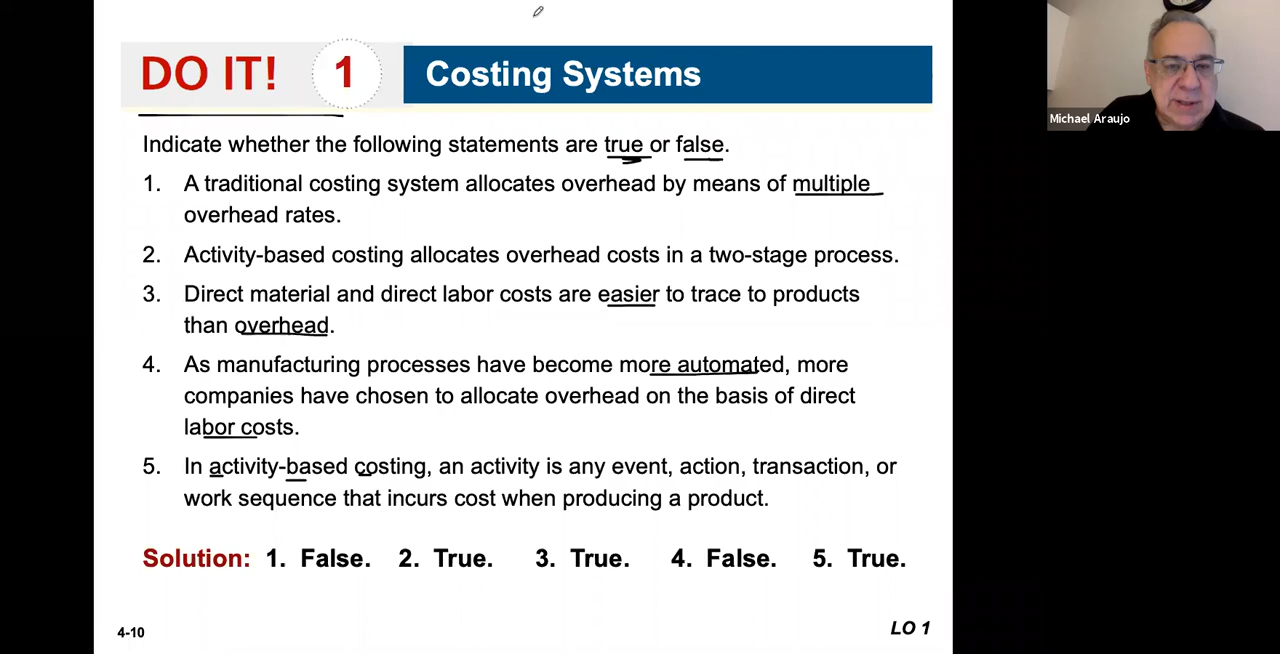 DO IT! 1 Costing Systems
Michael Araujo
Indicate whether the following statements are true or false.
1. A traditional costing system allocates overhead by means of multiple
overhead rates.
2. Activity-based costing allocates overhead costs in a two-stage process.
3. Direct material and direct labor costs are easier to trace to products
than overhead.
4. As manufacturing processes have become more automated, more
companies have chosen to allocate overhead on the basis of direct
labor costs.
5. In activity-based costing, an activity is any event, action, transaction, or
work sequence that incurs cost when producing a product.
Solution: 1. False. 2. True. 3. True. 4. False. 5. True.
4-10 LO 1